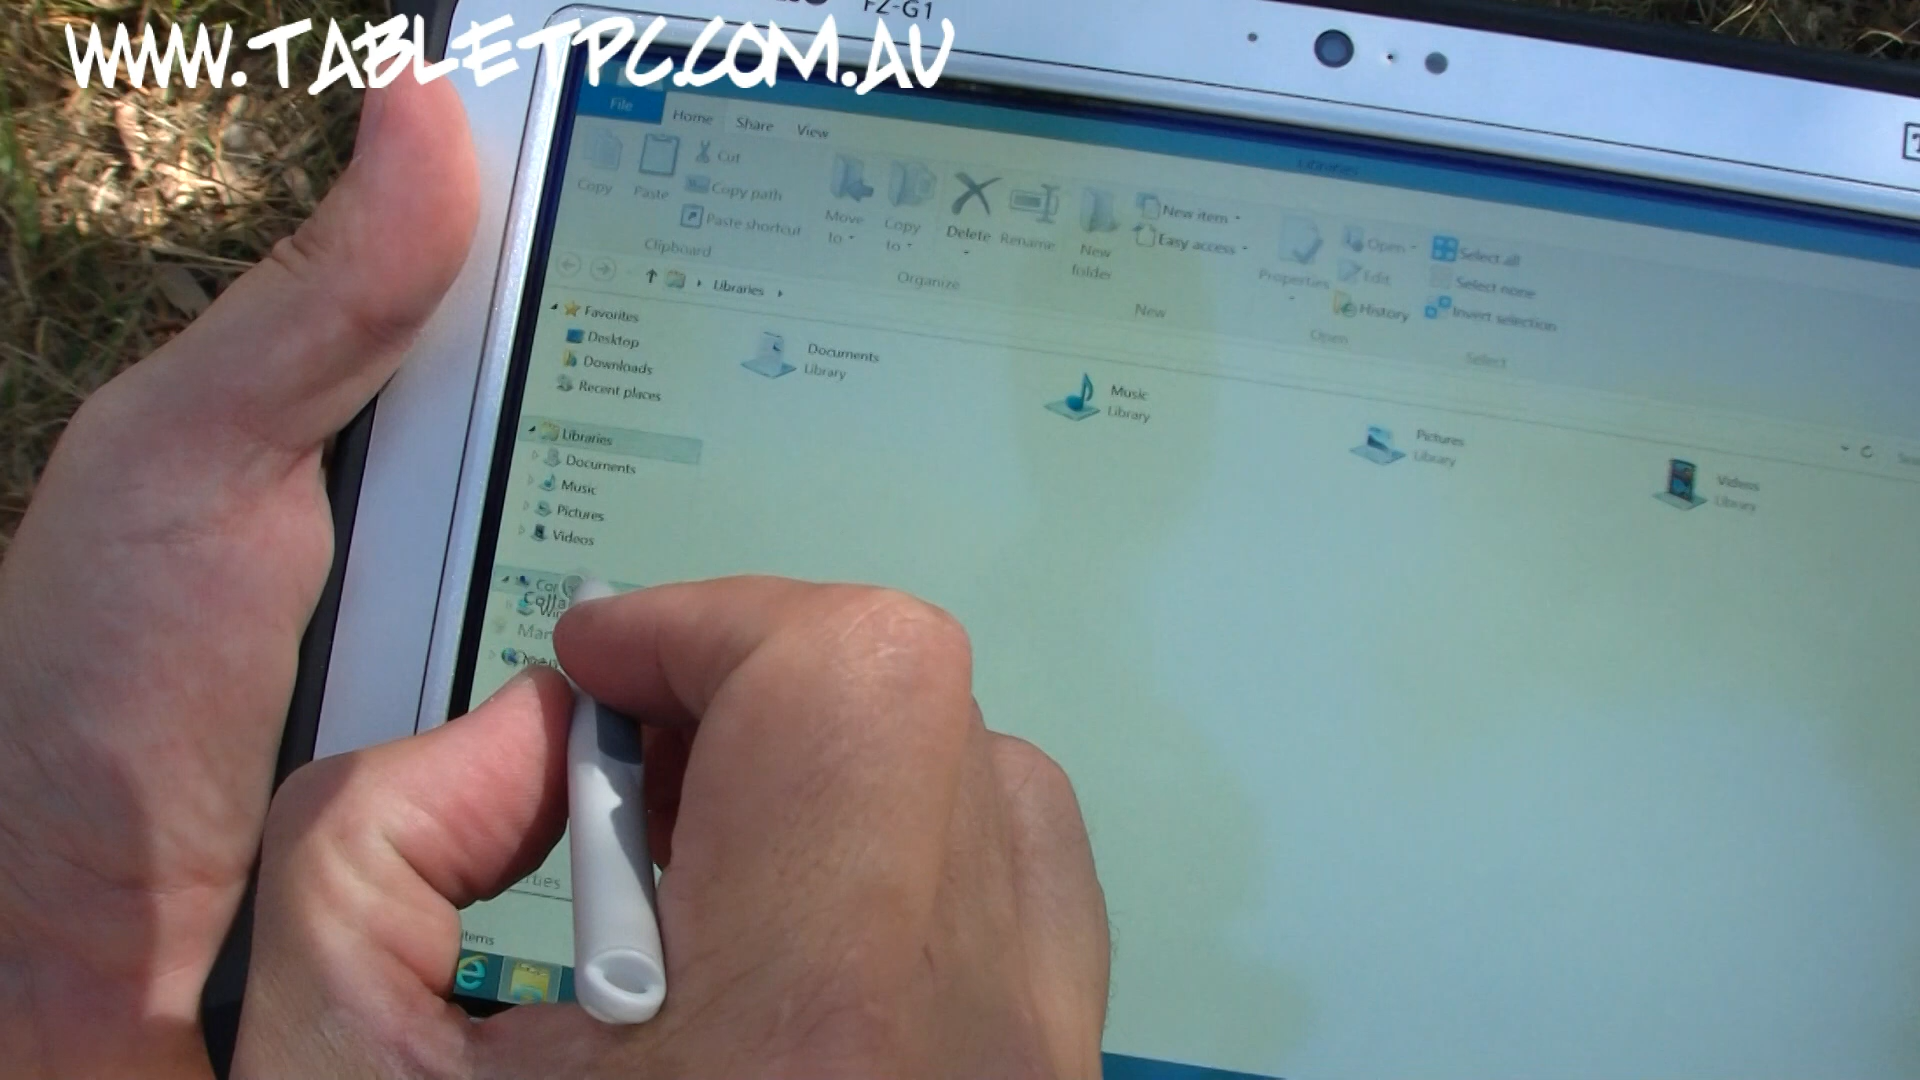 WWW.TABLETPC.COM.AU
FZ-G1
File Home Share View
Libraries
Copy
Paste
Cut
Copy path
Paste shortcut
Clipboard
Move to
Copy to
Delete
Rename
Organize
New folder
New item
Easy access
New
Properties
Open
Edit
History
Open
Select all
Select none
Invert selection
Select
Libraries
Favorites
Desktop
Downloads
Recent places
Libraries
Documents
Music
Pictures
Videos
Documents
Library
Music
Library
Pictures
Library
Videos
Library
items